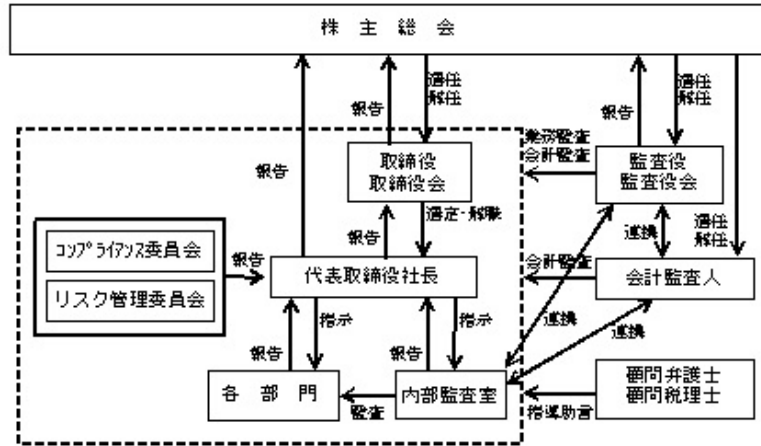 株主総会
選任
解任
選任
解任
報告
報告
業務監査
会計監査
取締役
取締役会
監査役
監査役会
報告
選定・解職
報告
連携
選任
解任
コンプライアンス委員会
報告
代表取締役社長
会計監査
会計監査人
リスク管理委員会
指示
指示
連携
連携
報告
報告
各部門
内部監査室
顧問弁護士
顧問税理士
監査
指導助言